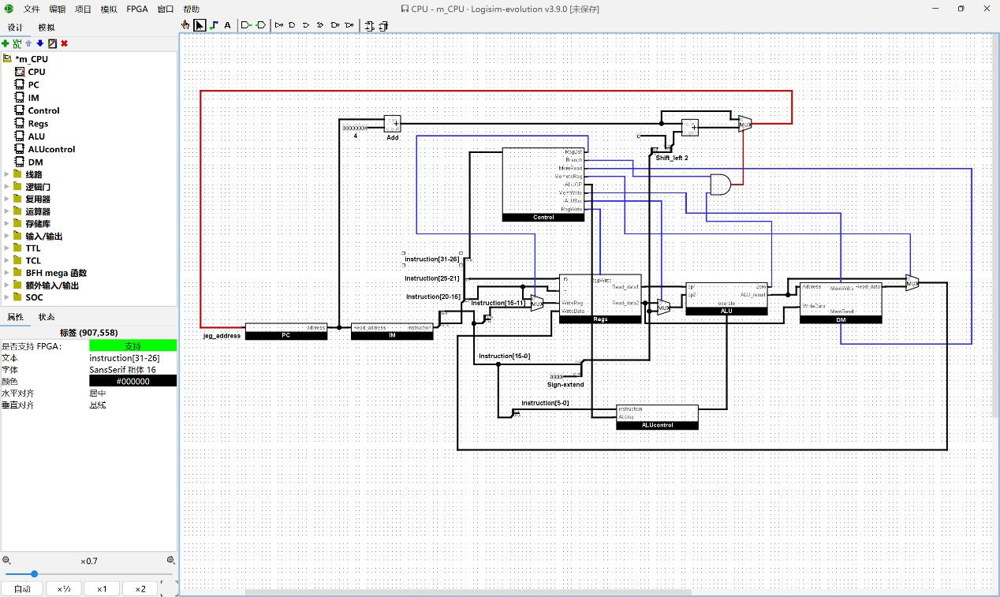 文件 编辑 项目 模拟 FPGA 窗口 帮助
CPU - m_CPU · Logisim-evolution v3.9.0 [未保存]
设计 模拟
*m_CPU
CPU
PC
IM
Control
Regs
ALU
ALUcontrol
DM
线路
逻辑门
复用器
运算器
存储库
输入/输出
TTL
TCL
BFH mega 函数
额外输入/输出
SOC
属性 状态
标签 (907,558)
是否支持 FPGA: 支持
文本 instruction[31-26]
字体 SansSerif 粗体 16
颜色 #000000
水平对齐 居中
垂直对齐 基线
×0.7
自动 ×½ ×1 ×2
4
Add
MUX
Shift_left 2
RegDst
Branch
MemRead
MemtoReg
ALUOP
MemWrite
ALUSrc
RegWrite
Control
instruction[31-26]
Instruction[25-21]
Instruction[20-16]
Instruction[15-11]
MUX
rs
RegWrite
Read_data1
Read_data2
WriteReg
WriteData
Regs
MUX
op1
op2
Zero
ALU_result
operate
ALU
Address
MemWrite
Read_data
WriteData
MemRead
DM
MUX
jeg_address
address
PC
Read_address
instruction
IM
Instruction[15-0]
Sign-extend
Instruction[5-0]
instruction
ALUop
ALUcontrol